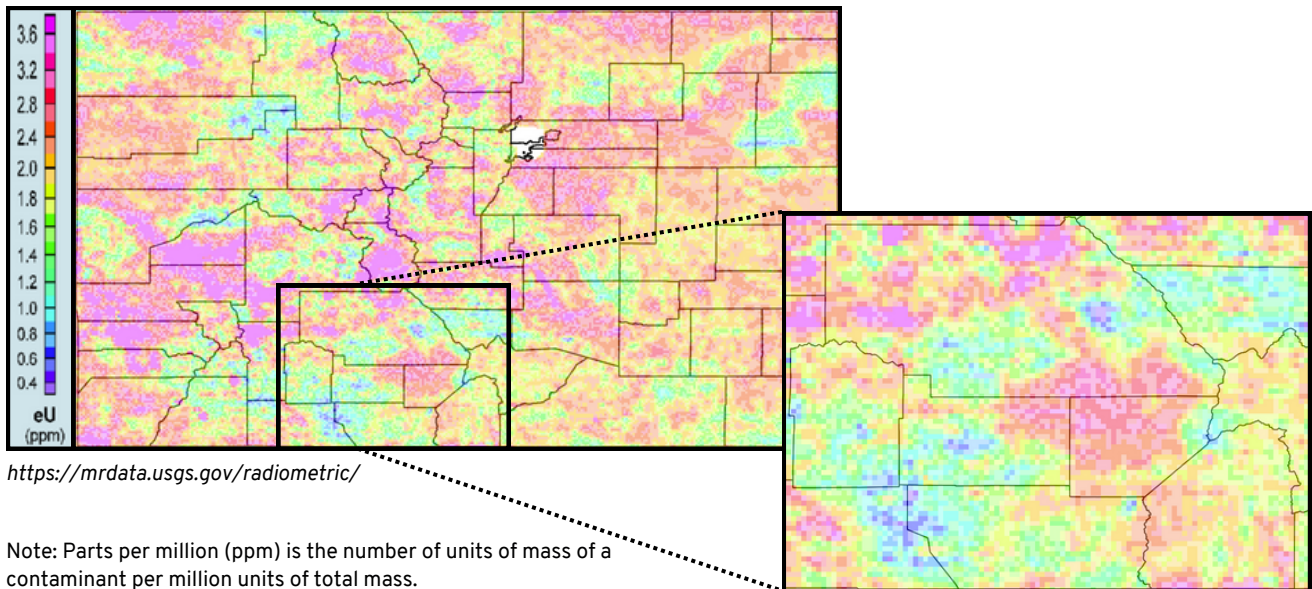 3.6
3.2
2.8
2.4
2.0
1.8
1.6
1.4
1.2
1.0
0.8
0.6
0.4
eU
(ppm)
https://mrdata.usgs.gov/radiometric/
Note: Parts per million (ppm) is the number of units of mass of a
contaminant per million units of total mass.